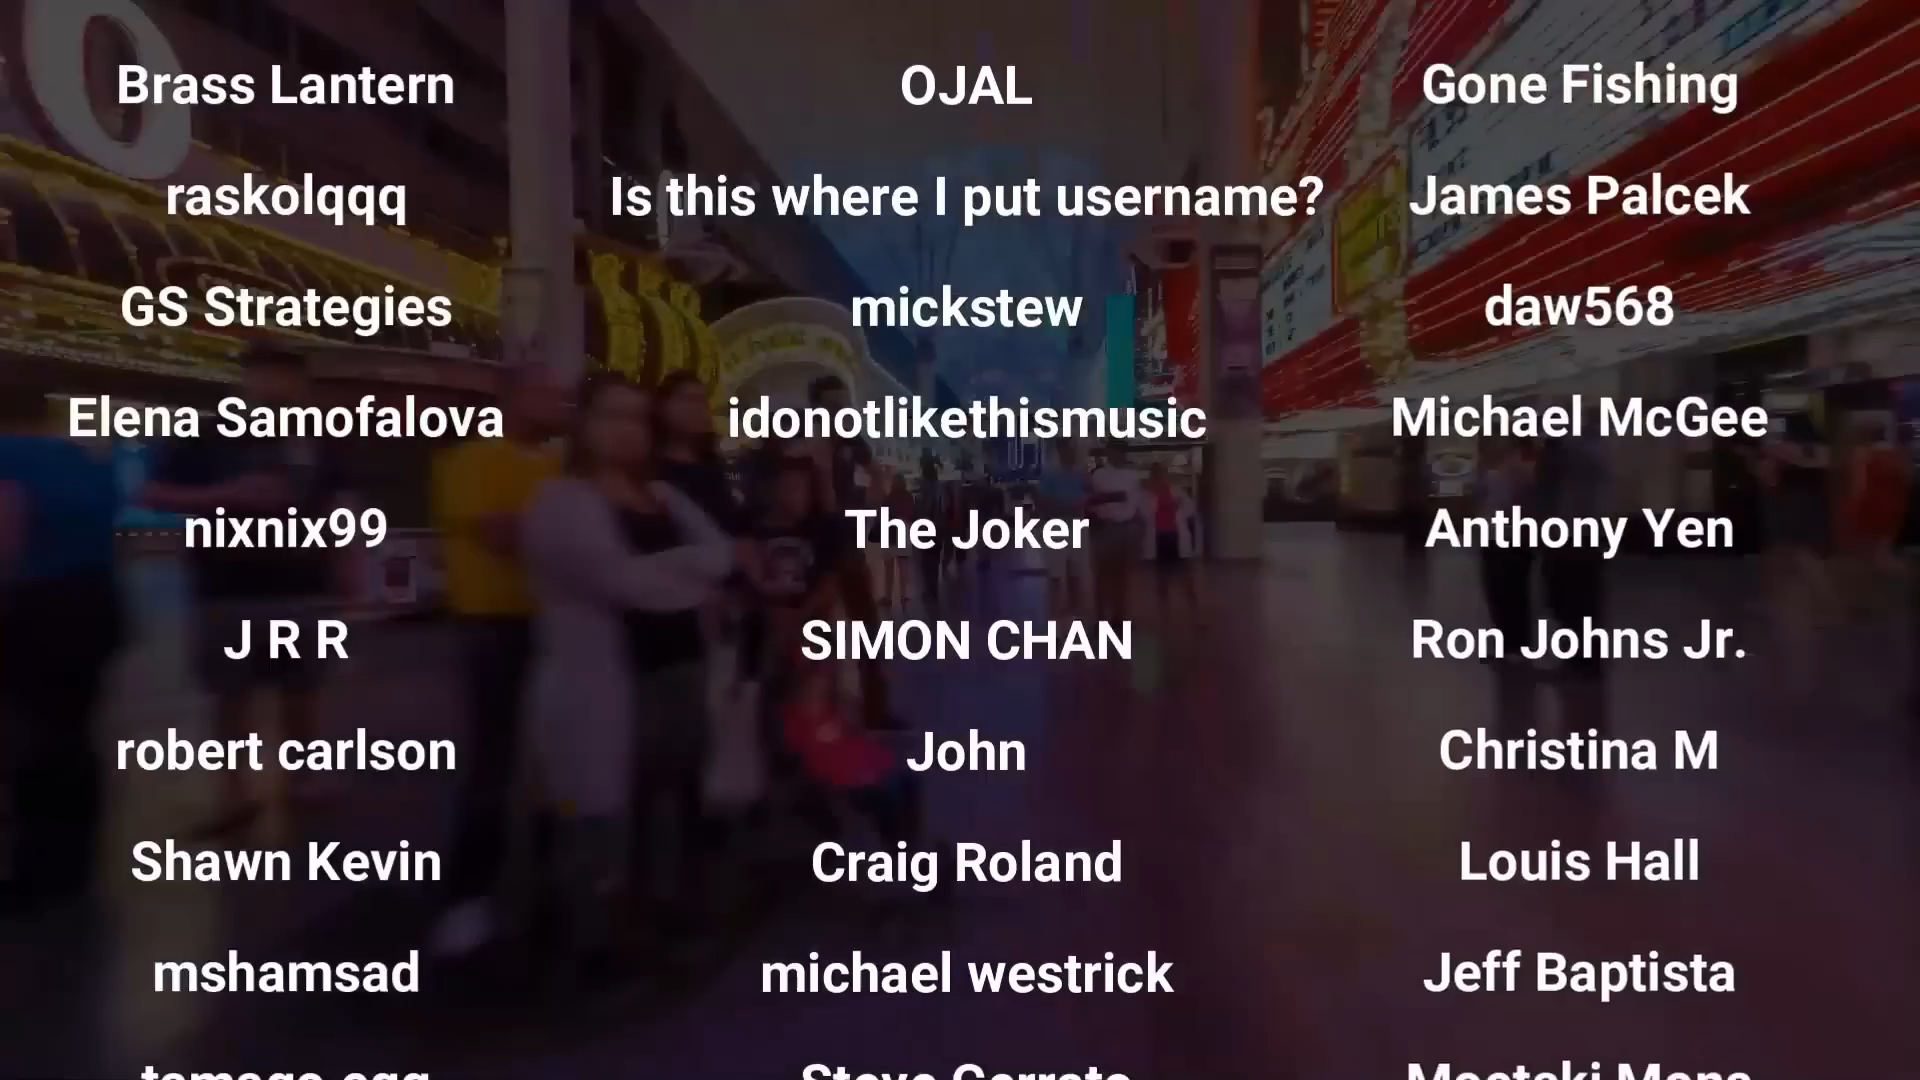 Brass Lantern
OJAL
Gone Fishing
raskolqqq
Is this where I put username?
James Palcek
GS Strategies
mickstew
daw568
Elena Samofalova
idonotlikethismusic
Michael McGee
nixnix99
The Joker
Anthony Yen
J R R
SIMON CHAN
Ron Johns Jr.
robert carlson
John
Christina M
Shawn Kevin
Craig Roland
Louis Hall
mshamsad
michael westrick
Jeff Baptista